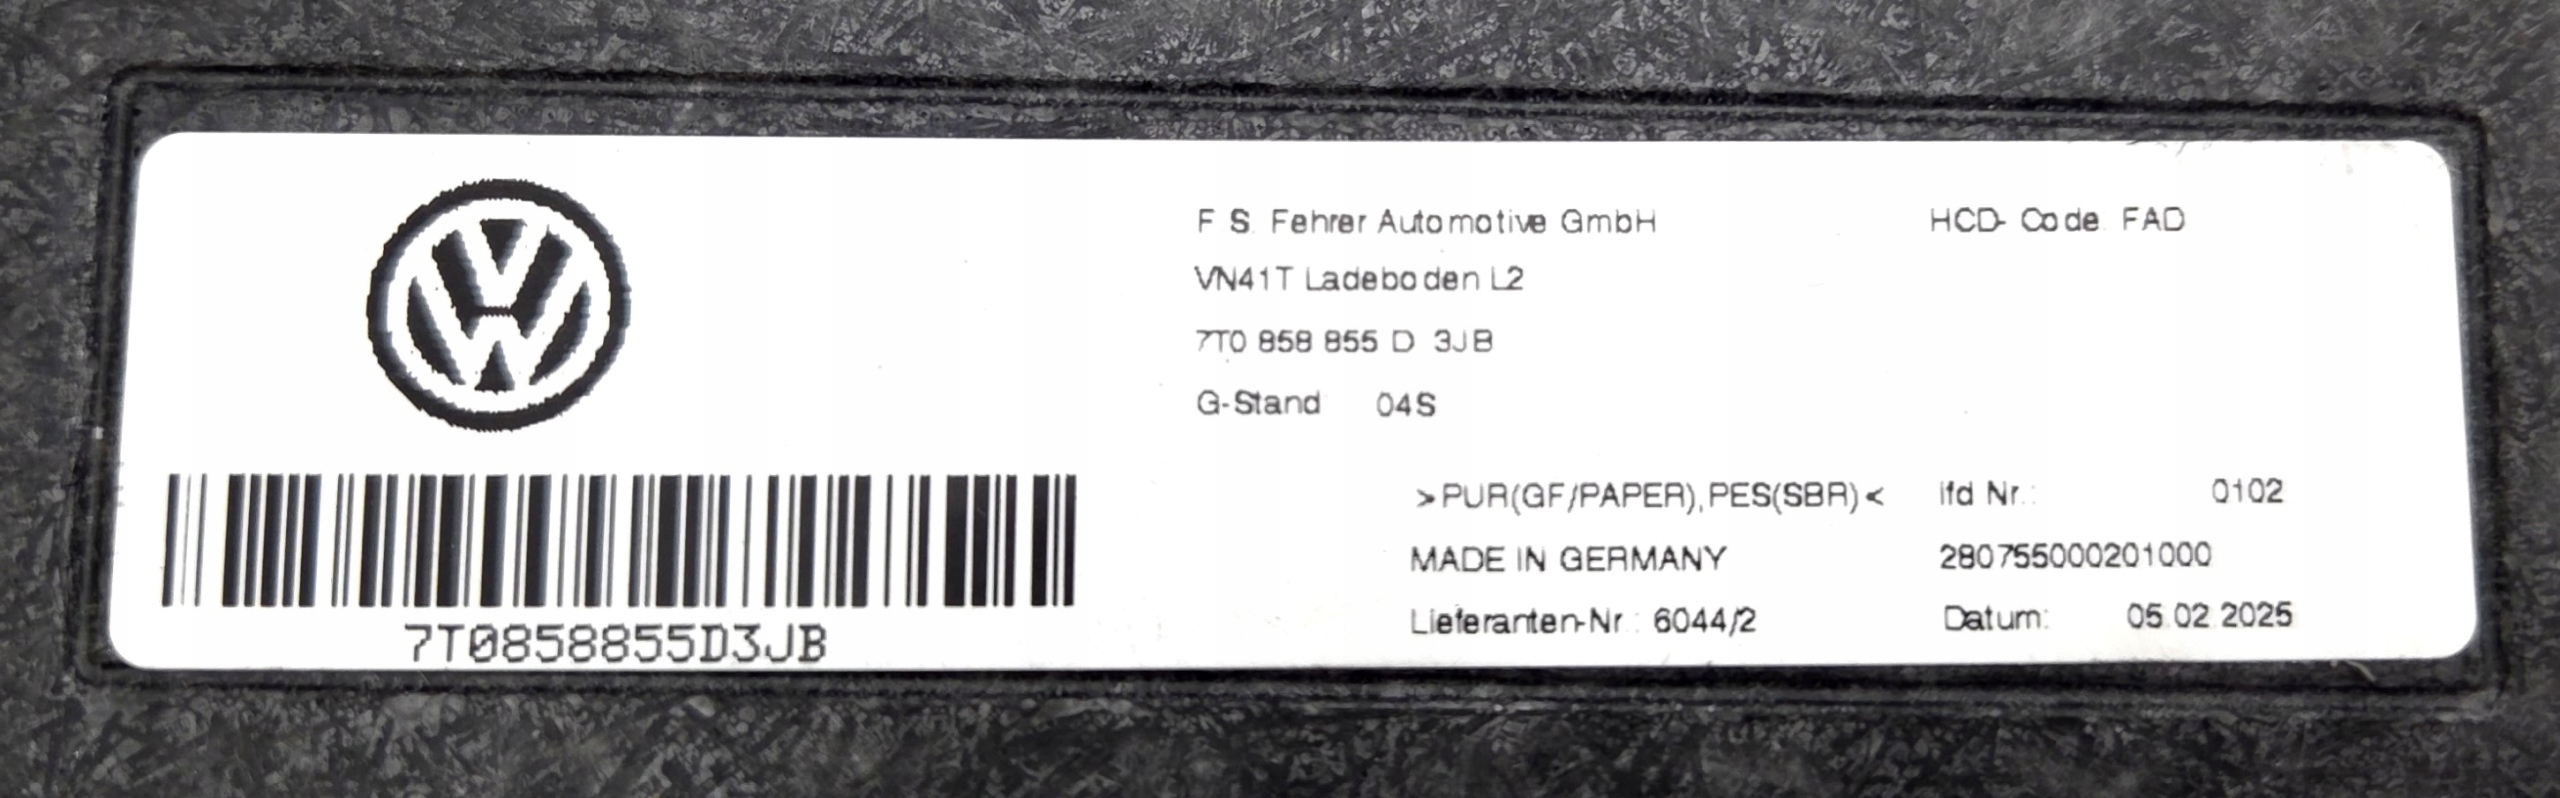 F. S. Fehrer Automotive GmbH
HCD- Code. FAD
VN41T Ladeboden L2
7T0 858 855 D 3JB
G-Stand 04S
>PUR(GF/PAPER),PES(SBR)<
lfd Nr.: 0102
MADE IN GERMANY
280755000201000
Lieferanten-Nr.: 6044/2
Datum: 05.02.2025
7T0858855D3JB